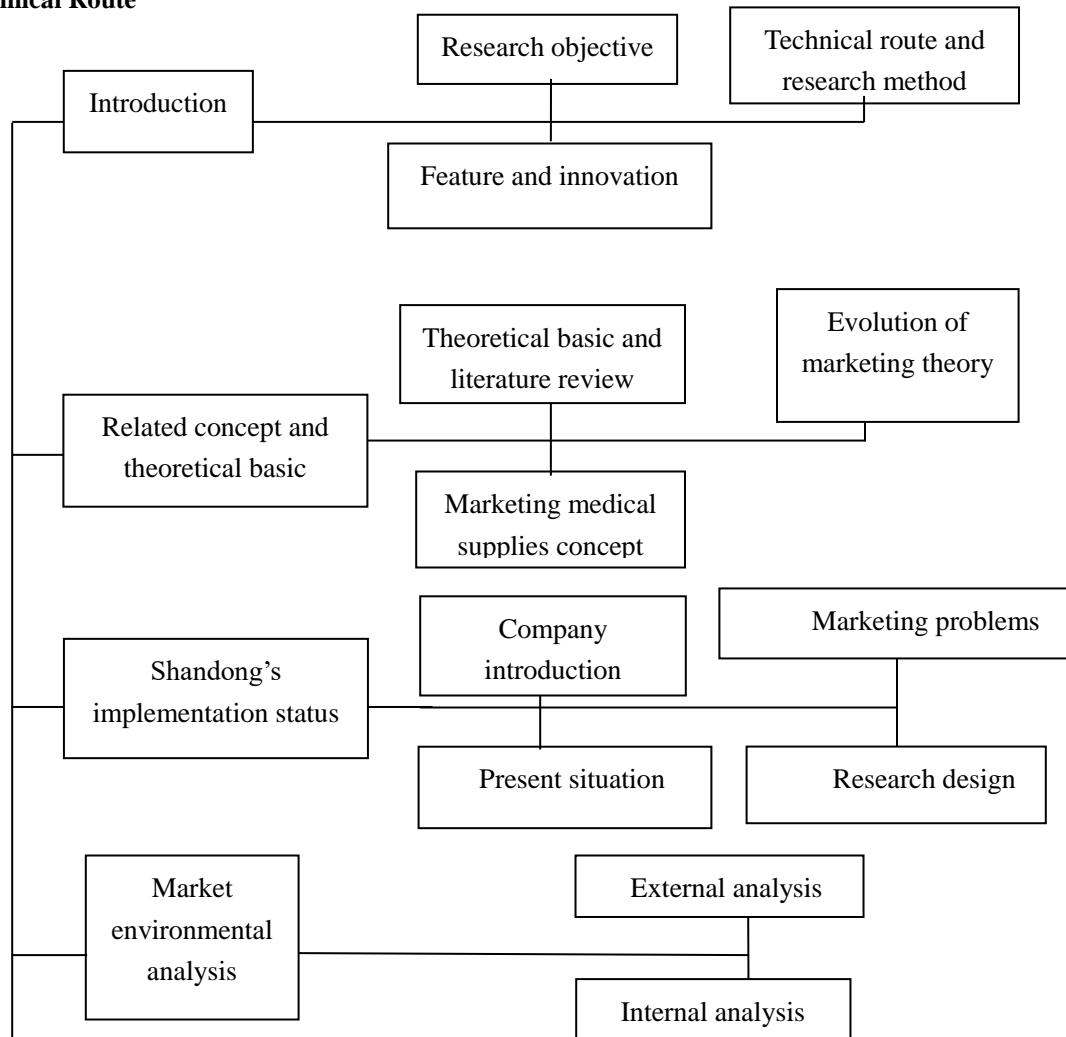 Route
Research objective
Technical route and
research method
Introduction
Feature and innovation
Theoretical basic and
literature review
Evolution of
marketing theory
Related concept and
theoretical basic
Marketing medical
supplies concept
Company
introduction
Marketing problems
Shandong’s
implementation status
Present situation
Research design
Market
environmental
analysis
External analysis
Internal analysis